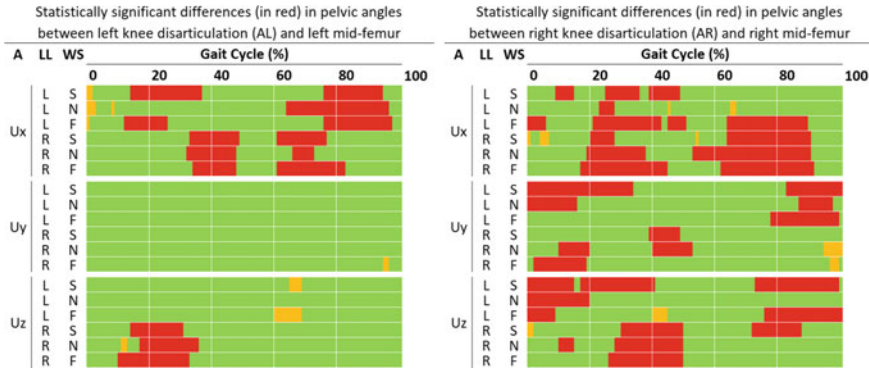 Statistically significant differences (in red) in pelvic angles
between left knee disarticulation (AL) and left mid-femur
A LL WS Gait Cycle (%)
0 20 40 60 80 100
L S
L N
Ux L F
R S
R N
R F
L S
L N
Uy L F
R S
R N
R F
L S
L N
Uz L F
R S
R N
R F
Statistically significant differences (in red) in pelvic angles
between right knee disarticulation (AR) and right mid-femur
A LL WS Gait Cycle (%)
0 20 40 60 80 100
L S
L N
Ux L F
R S
R N
R F
L S
L N
Uy L F
R S
R N
R F
L S
L N
Uz L F
R S
R N
R F